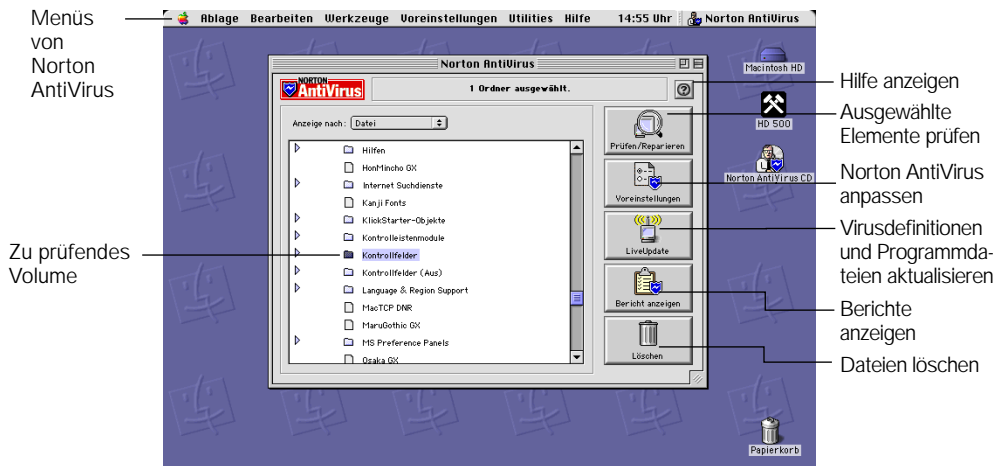 Menüs
von
Norton
AntiVirus
Ablage Bearbeiten Werkzeuge Voreinstellungen Utilities Hilfe 14:55 Uhr Norton AntiVirus
Norton AntiVirus
NORTON
AntiVirus
1 Ordner ausgewählt.
Anzeige nach: Datei
Hilfen
HonMincho GX
Internet Suchdienste
Kanji Fonts
KlickStarter-Objekte
Kontrolleistenmodule
Kontrollfelder
Kontrollfelder (Aus)
Language & Region Support
MacTCP DNR
MaruGothic GX
MS Preference Panels
Osaka GX
Prüfen/Reparieren
Voreinstellungen
LiveUpdate
Bericht anzeigen
Löschen
Macintosh HD
HD 500
Norton AntiVirus CD
Papierkorb
Zu prüfendes
Volume
Hilfe anzeigen
Ausgewählte
Elemente prüfen
Norton AntiVirus
anpassen
Virusdefinitionen
und Programmda-
teien aktualisieren
Berichte
anzeigen
Dateien löschen